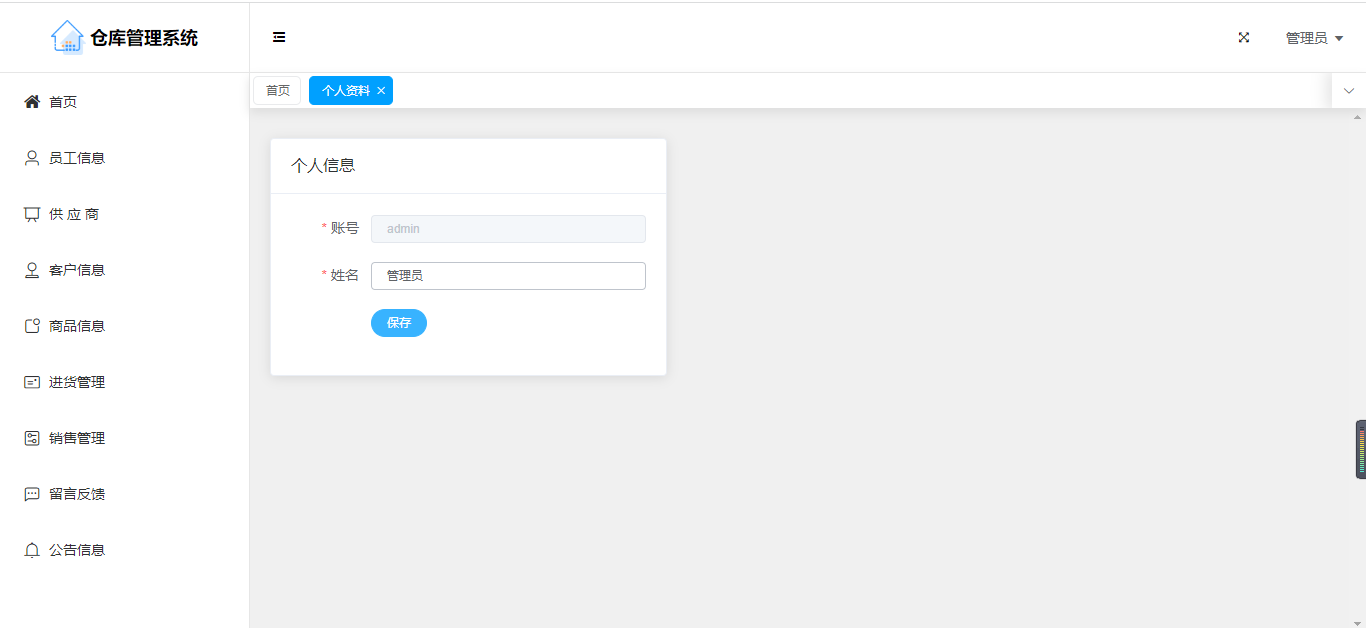 仓库管理系统
管理员
首页
个人资料
首页
员工信息
供 应 商
客户信息
商品信息
进货管理
销售管理
留言反馈
公告信息
个人信息
* 账号 admin
* 姓名 管理员
保存